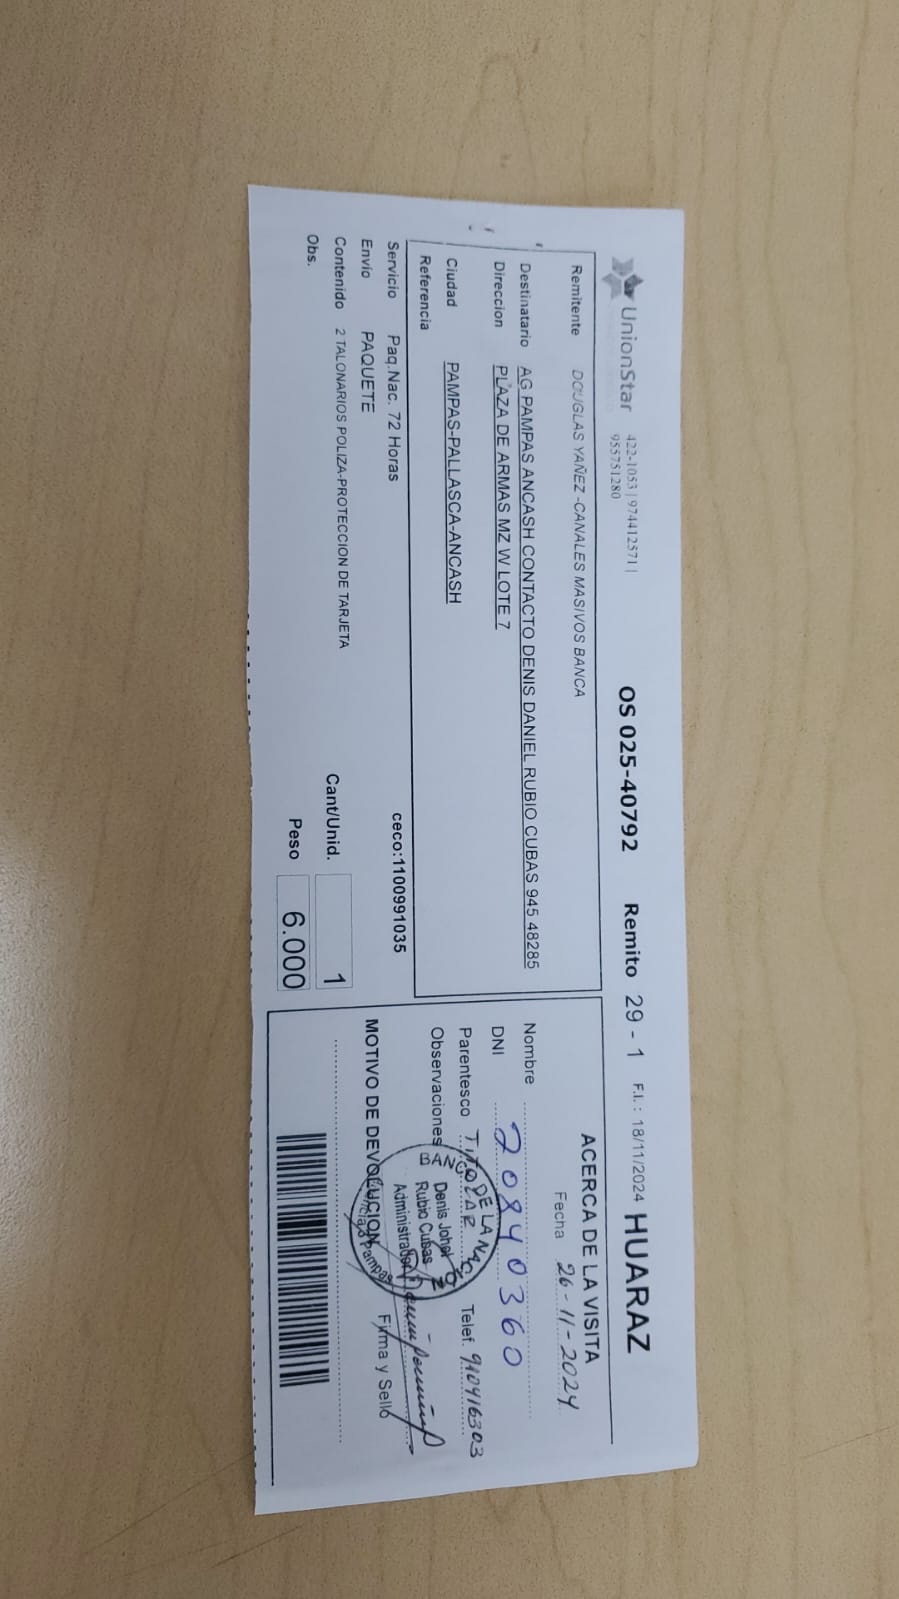 UnionStar 422-1053 | 974412571 |
955751280
OS 025-40792 Remito 29 - 1 F.I.: 18/11/2024 HUARAZ
Remitente DOUGLAS YAÑEZ -CANALES MASIVOS BANCA
Destinatario AG PAMPAS ANCASH CONTACTO DENIS DANIEL RUBIO CUBAS 945 48285
Direccion PLAZA DE ARMAS MZ W LOTE 7
Ciudad PAMPAS-PALLASCA-ANCASH
Referencia
Servicio Paq.Nac. 72 Horas ceco:1100991035
Envio PAQUETE
Contenido 2 TALONARIOS POLIZA-PROTECCION DE TARJETA Cant/Unid. 1
Obs. Peso 6.000
ACERCA DE LA VISITA
Fecha 26-11-2024
Nombre
DNI 20840360
Parentesco TITULAR Telef. 910416303
Observaciones
BANCO DE LA NACION
Denis Johel
Rubio Cubas
Administrador
Pampas
MOTIVO DE DEVOLUCION Firma y Sello